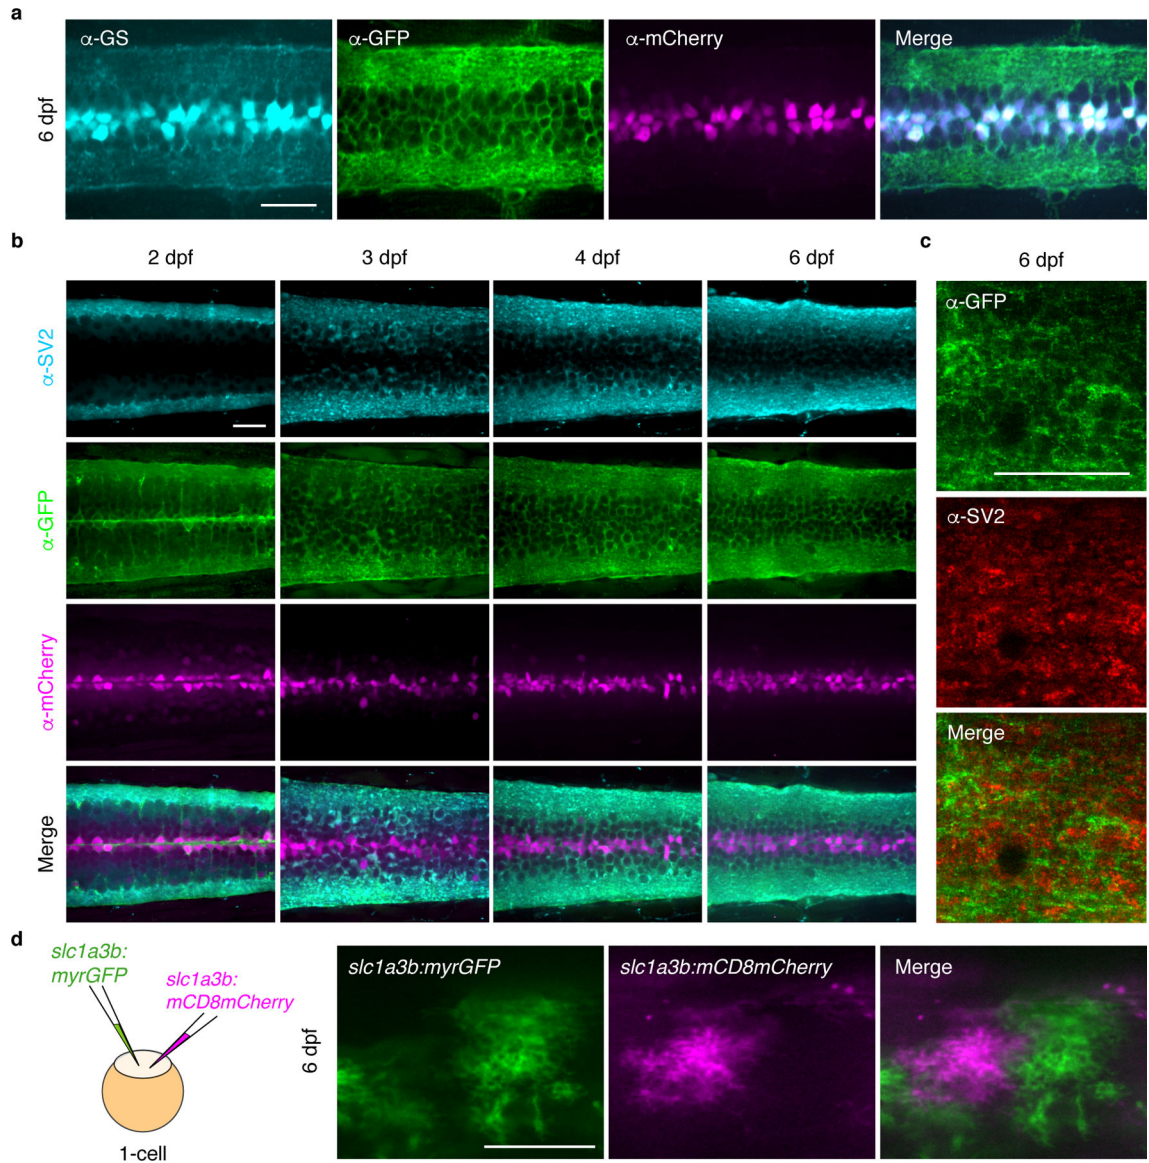 a
α-GS
α-GFP
α-mCherry
Merge
6 dpf
b
2 dpf
3 dpf
4 dpf
6 dpf
α-SV2
α-GFP
α-mCherry
Merge
c
6 dpf
α-GFP
α-SV2
Merge
d
slc1a3b:
myrGFP
slc1a3b:
mCD8mCherry
1-cell
6 dpf
slc1a3b:myrGFP
slc1a3b:mCD8mCherry
Merge